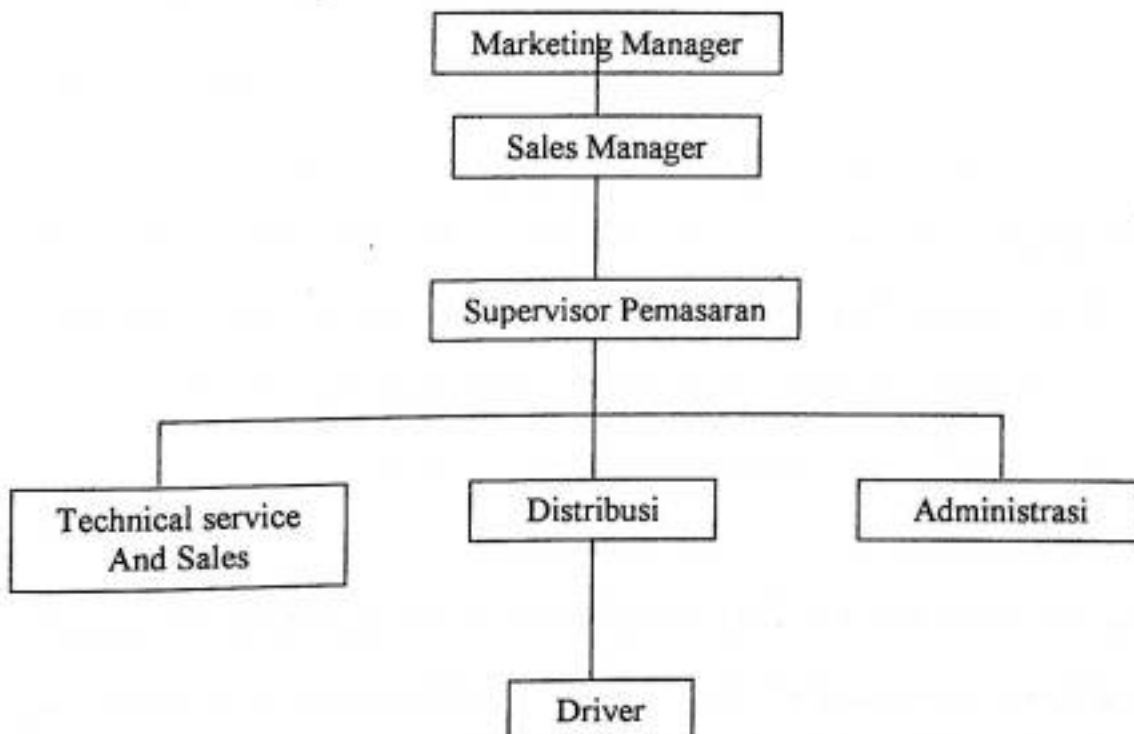 Marketing Manager
Sales Manager
Supervisor Pemasaran
Technical service
And Sales
Distribusi
Administrasi
Driver